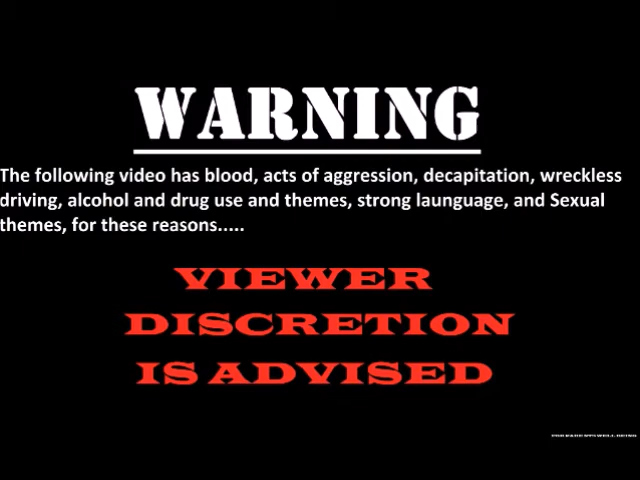 WARNING
The following video has blood, acts of aggression, decapitation, wreckless
driving, alcohol and drug use and themes, strong launguage, and Sexual
themes, for these reasons.....
VIEWER
DISCRETION
IS ADVISED